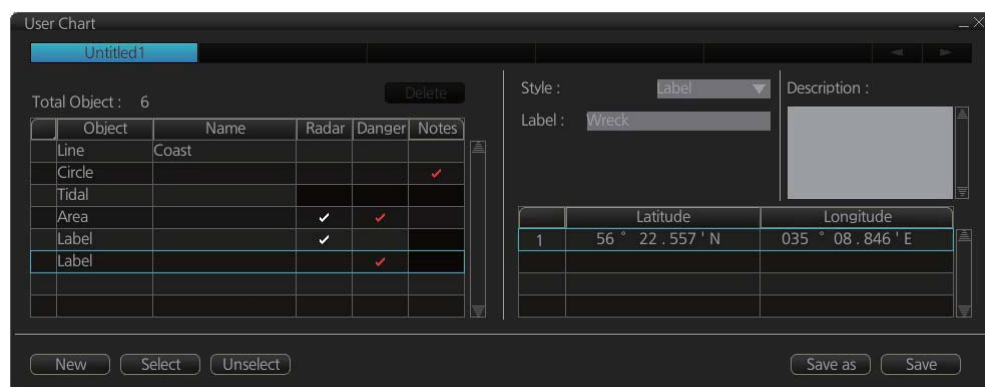 User Chart
Untitled1
Total Object : 6
Delete
Object Name Radar Danger Notes
Line Coast
Circle ✓
Tidal
Area ✓ ✓
Label ✓
Label ✓
Style : Label
Label : Wreck
Description :
Latitude Longitude
1 56 ° 22 . 557 ' N 035 ° 08 . 846 ' E
New Select Unselect
Save as Save